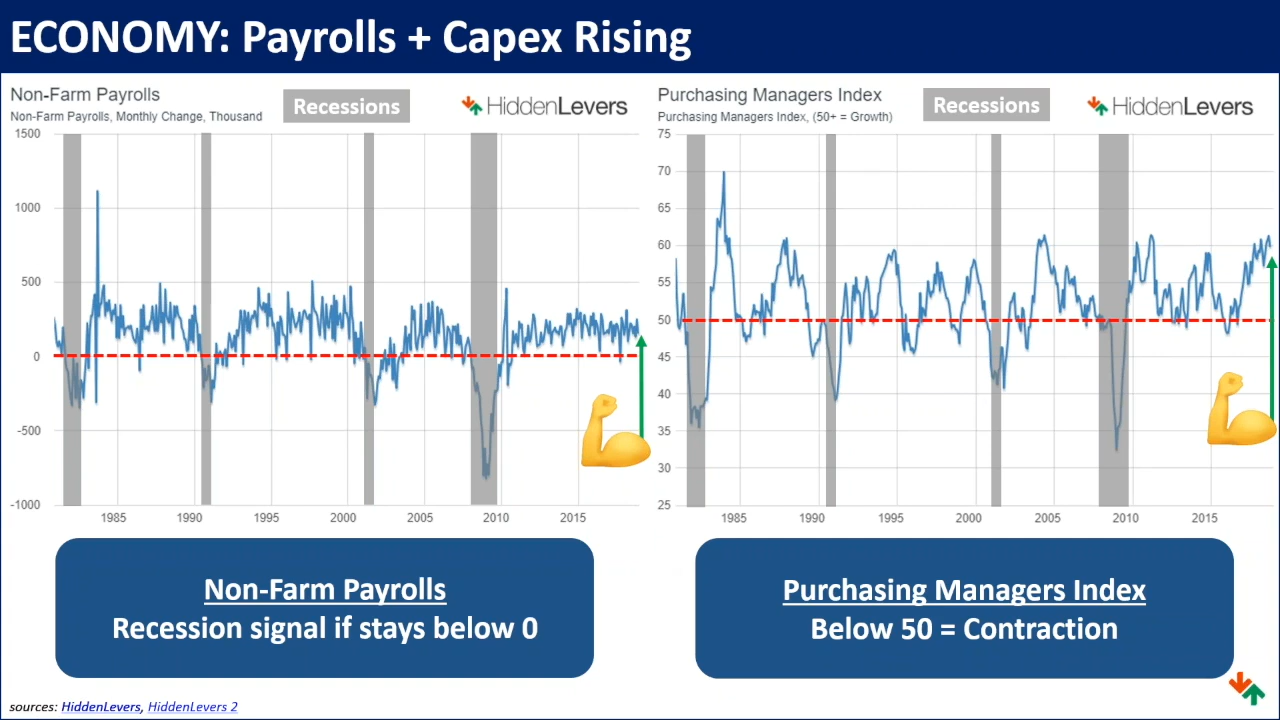 ECONOMY: Payrolls + Capex Rising
Non-Farm Payrolls
Non-Farm Payrolls, Monthly Change, Thousand
Recessions
HiddenLevers
1500
1000
500
0
-500
-1000
1985
1990
1995
2000
2005
2010
2015
Purchasing Managers Index
Purchasing Managers Index, (50+ = Growth)
Recessions
HiddenLevers
75
70
65
60
55
50
45
40
35
30
25
1985
1990
1995
2000
2005
2010
2015
Non-Farm Payrolls
Recession signal if stays below 0
Purchasing Managers Index
Below 50 = Contraction
sources: HiddenLevers, HiddenLevers 2